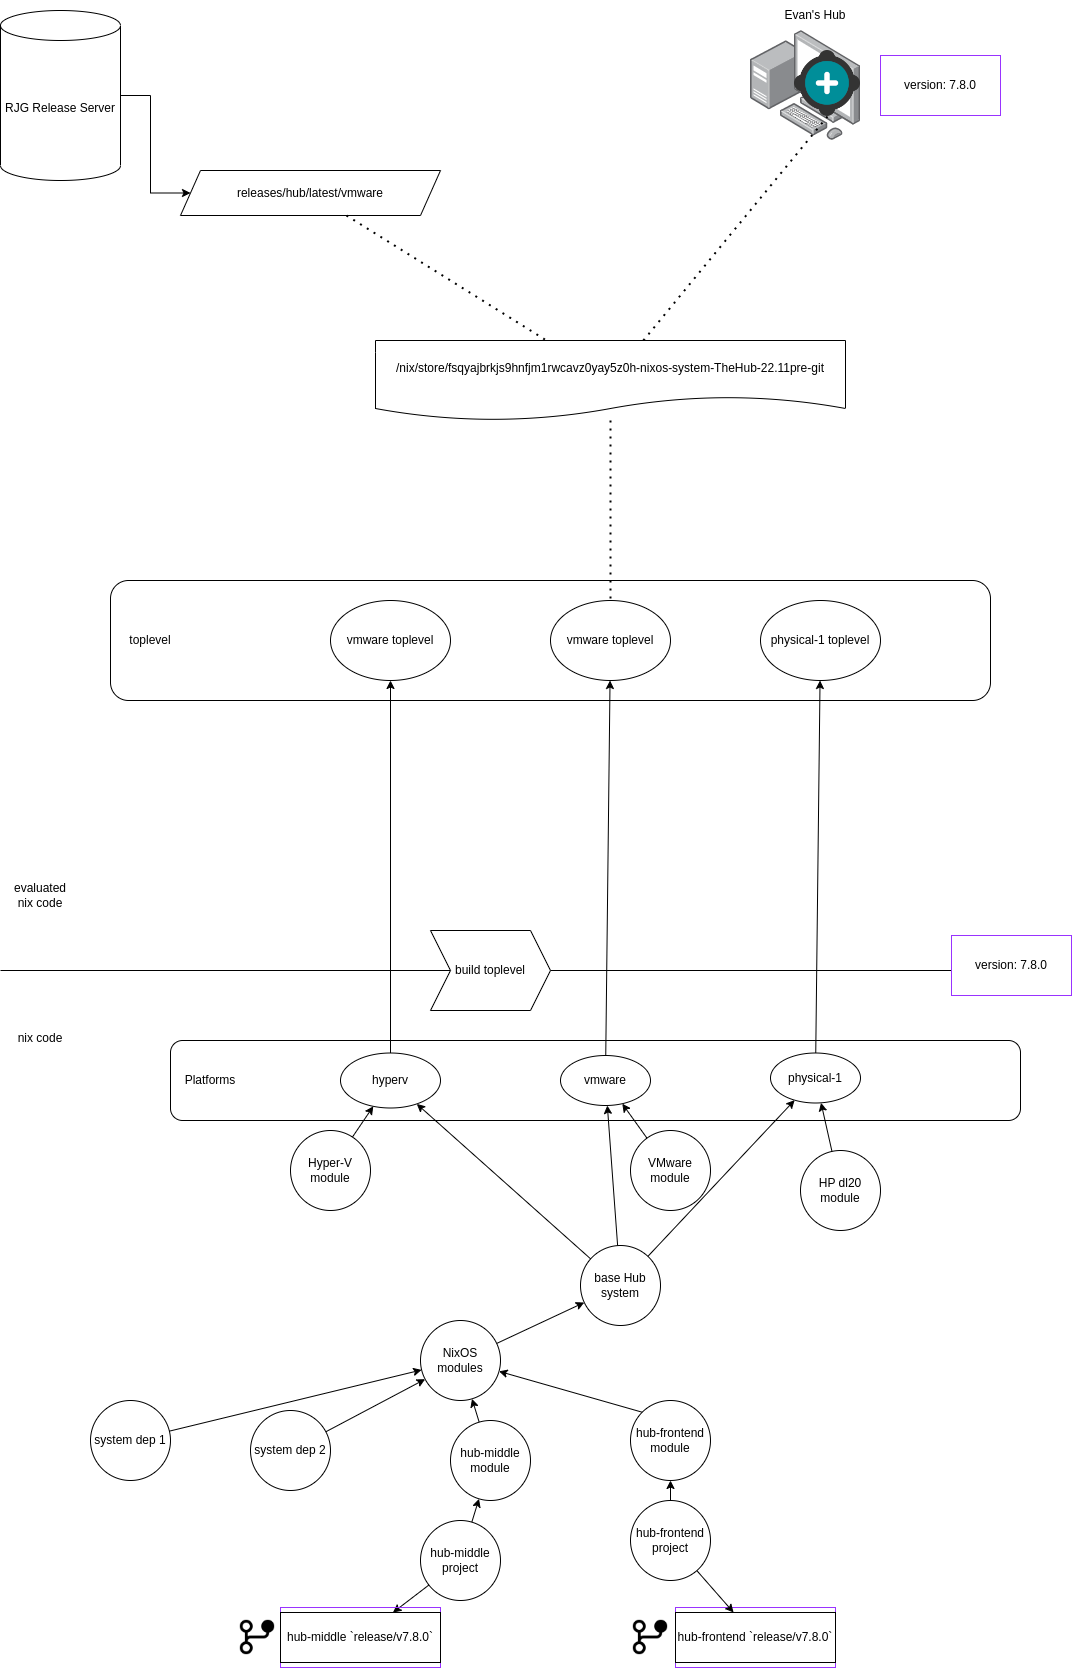 Evan's Hub
version: 7.8.0
RJG Release Server
releases/hub/latest/vmware
/nix/store/fsqyajbrkjs9hnfjm1rwcavz0yay5z0h-nixos-system-TheHub-22.11pre-git
toplevel
vmware toplevel
vmware toplevel
physical-1 toplevel
evaluated
nix code
build toplevel
version: 7.8.0
nix code
Platforms
hyperv
vmware
physical-1
Hyper-V
module
VMware
module
HP dl20
module
base Hub
system
NixOS
modules
system dep 1
system dep 2
hub-middle
module
hub-frontend
module
hub-middle
project
hub-frontend
project
hub-middle `release/v7.8.0`
hub-frontend `release/v7.8.0`